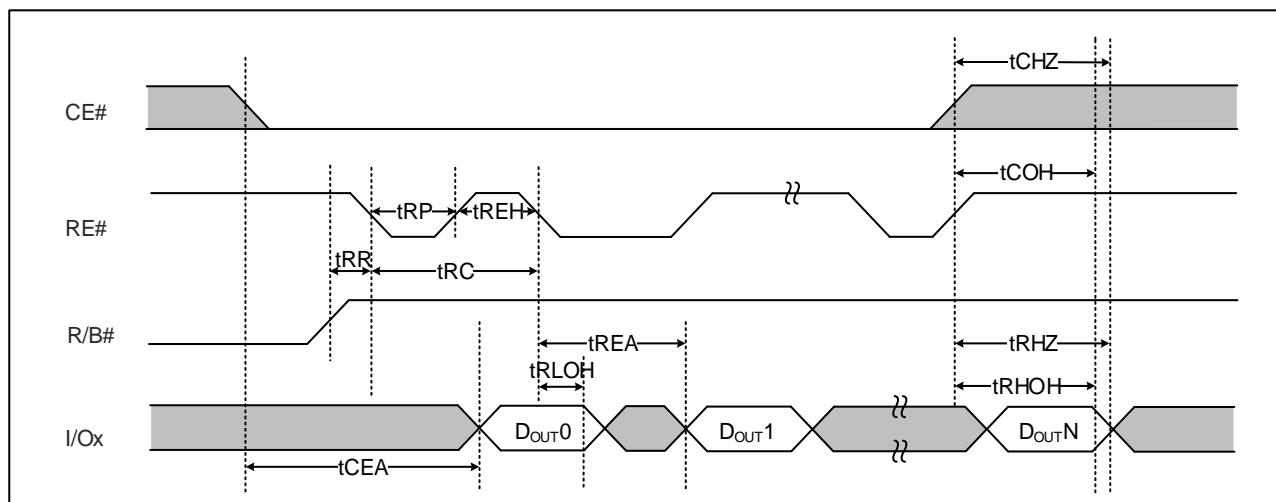 tCHZ
CE#
tCOH
RE#
tRP
tREH
tRR
tRC
R/B#
tREA
tRHZ
tRLOH
tRHOH
I/Ox
DOUT0
DOUT1
DOUTN
tCEA